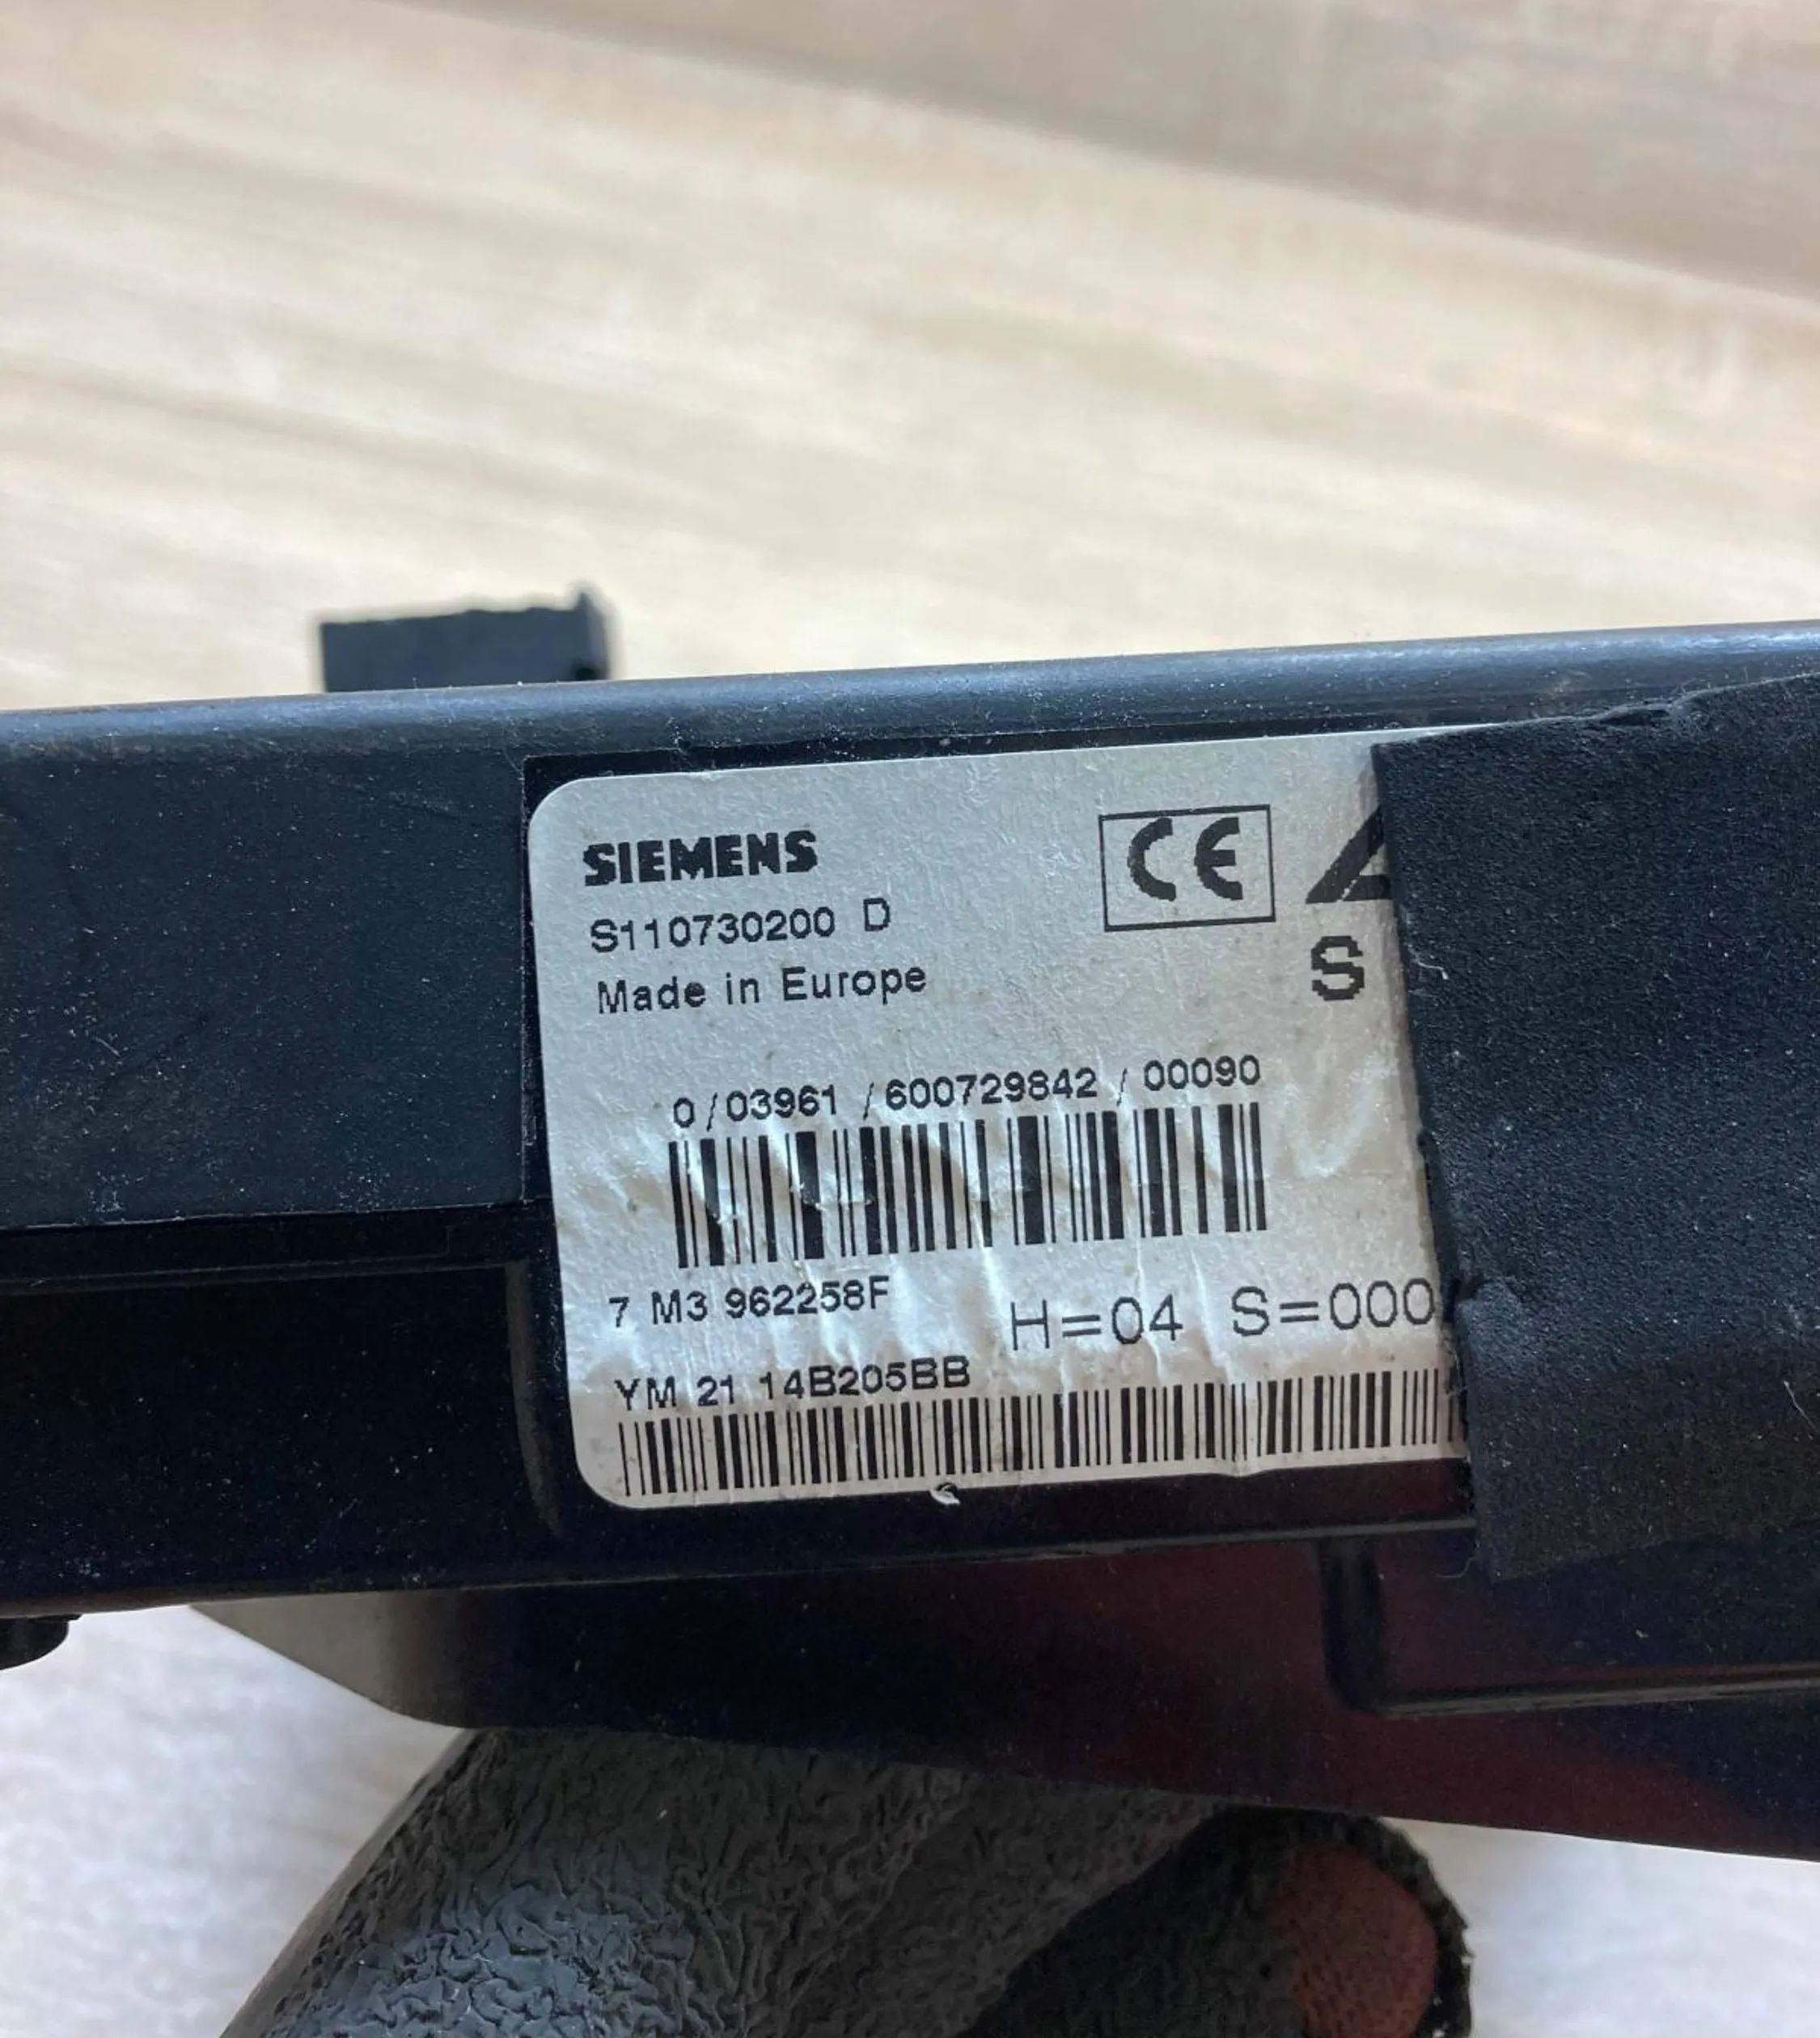 SIEMENS
CE
S110730200 D
Made in Europe
S
0/03961 /600729842/00090
7 M3 962258F
H=04 S=000
YM 21 14B205BB